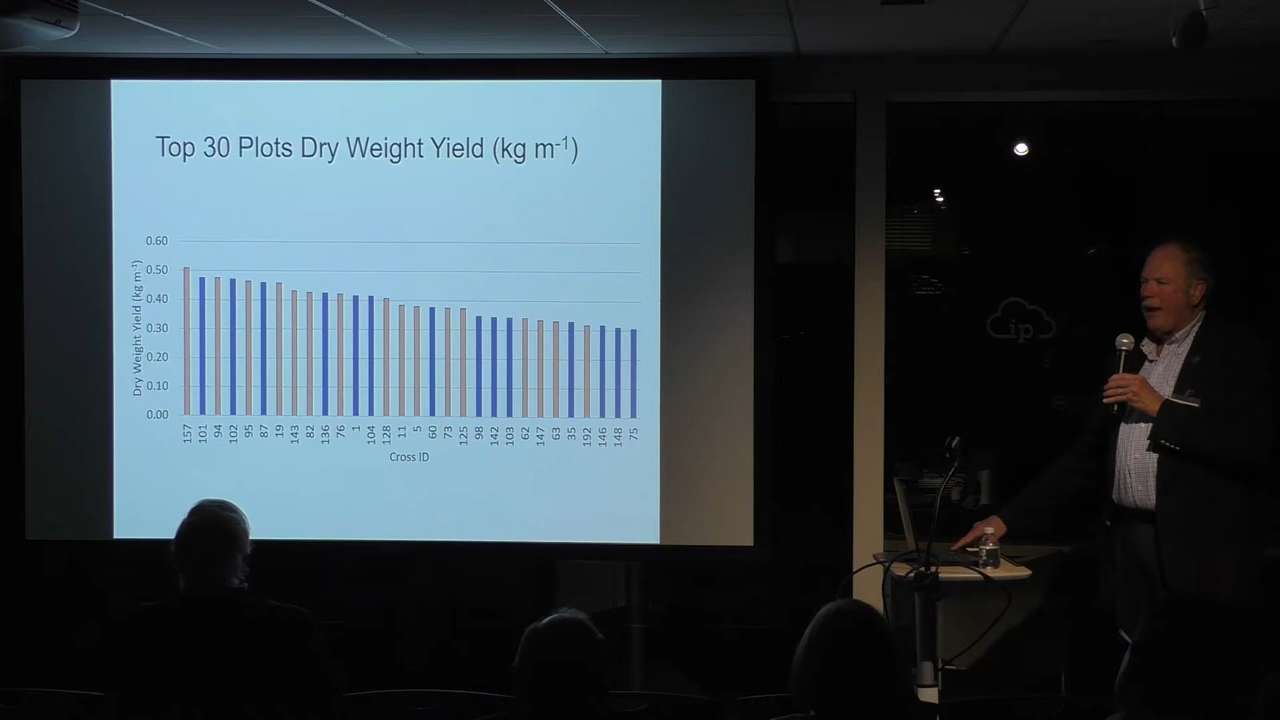 Top 30 Plots Dry Weight Yield (kg m-1)
0.60
0.50
0.40
0.30
0.20
0.10
0.00
Dry Weight Yield (kg m-1)
157 101 94 102 95 87 19 143 82 136 76 1 104 128 11 5 60 73 125 98 142 103 62 147 63 35 192 146 148 75
Cross ID
ip